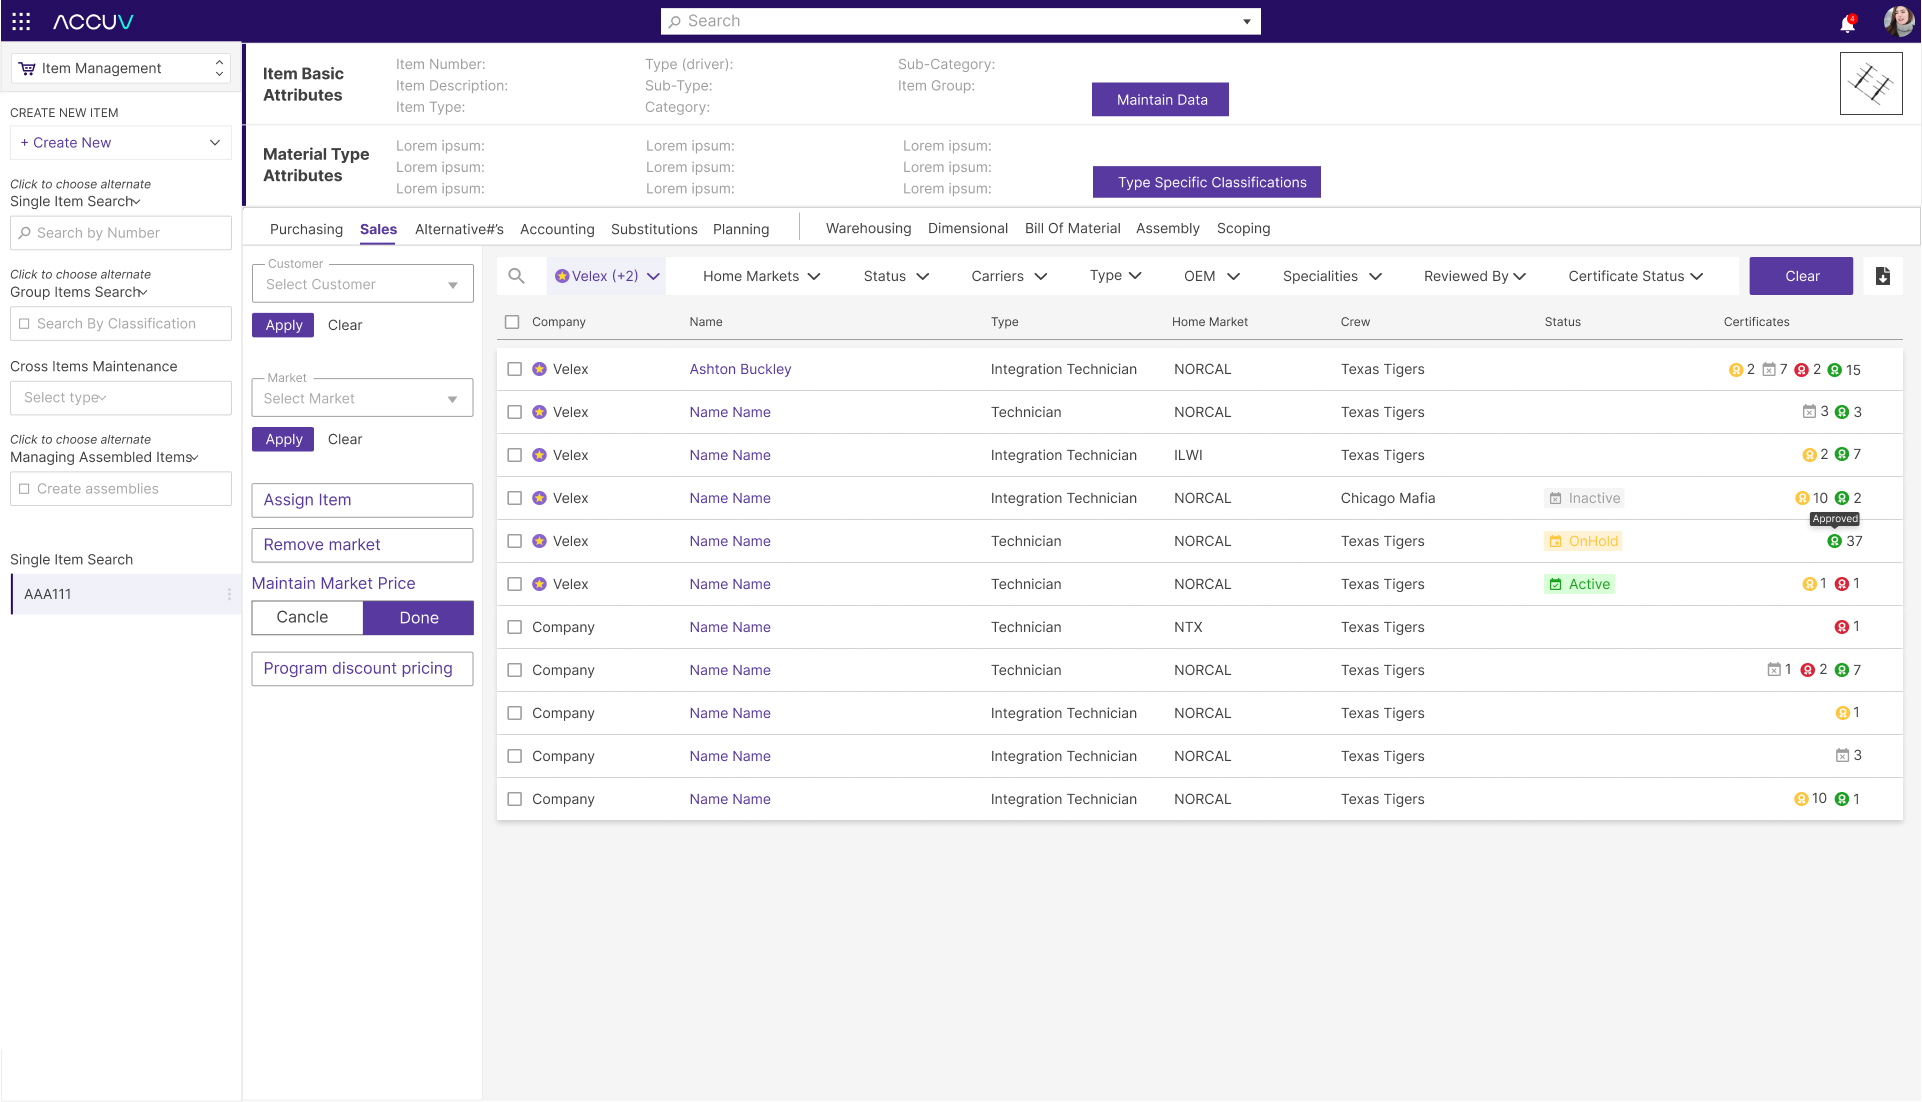 ACCUV
Search
4
Item Management
CREATE NEW ITEM
+ Create New
Click to choose alternate
Single Item Search
Search by Number
Click to choose alternate
Group Items Search
Search By Classification
Cross Items Maintenance
Select type
Click to choose alternate
Managing Assembled Items
Create assemblies
Single Item Search
AAA111
Item Basic
Attributes
Item Number: Type (driver): Sub-Category:
Item Description: Sub-Type: Item Group:
Item Type: Category:
Maintain Data
Material Type
Attributes
Lorem ipsum: Lorem ipsum: Lorem ipsum:
Lorem ipsum: Lorem ipsum: Lorem ipsum:
Lorem ipsum: Lorem ipsum: Lorem ipsum:
Type Specific Classifications
Purchasing Sales Alternative#'s Accounting Substitutions Planning Warehousing Dimensional Bill Of Material Assembly Scoping
Customer
Select Customer
Apply Clear
Market
Select Market
Apply Clear
Assign Item
Remove market
Maintain Market Price
Cancle Done
Program discount pricing
Velex (+2) Home Markets Status Carriers Type OEM Specialities Reviewed By Certificate Status Clear
Company Name Type Home Market Crew Status Certificates
Velex Ashton Buckley Integration Technician NORCAL Texas Tigers 2 7 2 15
Velex Name Name Technician NORCAL Texas Tigers 3 3
Velex Name Name Integration Technician ILWI Texas Tigers 2 7
Velex Name Name Integration Technician NORCAL Chicago Mafia Inactive 10 2
Approved
Velex Name Name Technician NORCAL Texas Tigers OnHold 37
Velex Name Name Technician NORCAL Texas Tigers Active 1 1
Company Name Name Technician NTX Texas Tigers 1
Company Name Name Technician NORCAL Texas Tigers 1 2 7
Company Name Name Integration Technician NORCAL Texas Tigers 1
Company Name Name Integration Technician NORCAL Texas Tigers 3
Company Name Name Integration Technician NORCAL Texas Tigers 10 1